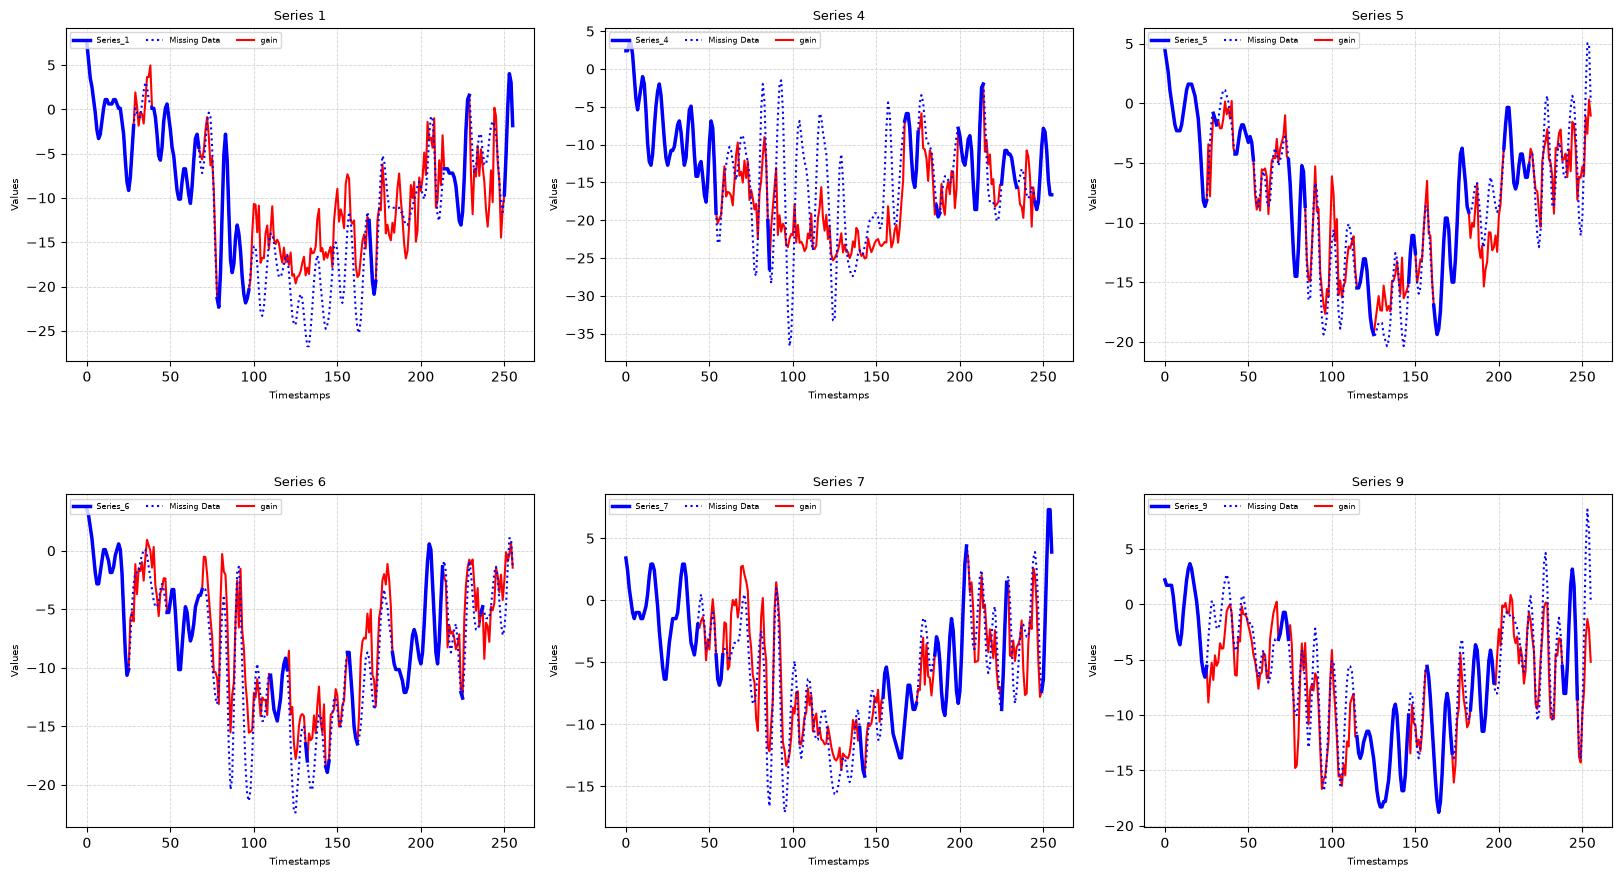 Series 1
Series_1 Missing Data gain
5
0
−5
−10
−15
−20
−25
Values
0 50 100 150 200 250
Timestamps
Series 4
Series_4 Missing Data gain
5
0
−5
−10
−15
−20
−25
−30
−35
Values
0 50 100 150 200 250
Timestamps
Series 5
Series_5 Missing Data gain
5
0
−5
−10
−15
−20
Values
0 50 100 150 200 250
Timestamps
Series 6
Series_6 Missing Data gain
0
−5
−10
−15
−20
Values
0 50 100 150 200 250
Timestamps
Series 7
Series_7 Missing Data gain
5
0
−5
−10
−15
Values
0 50 100 150 200 250
Timestamps
Series 9
Series_9 Missing Data gain
5
0
−5
−10
−15
−20
Values
0 50 100 150 200 250
Timestamps